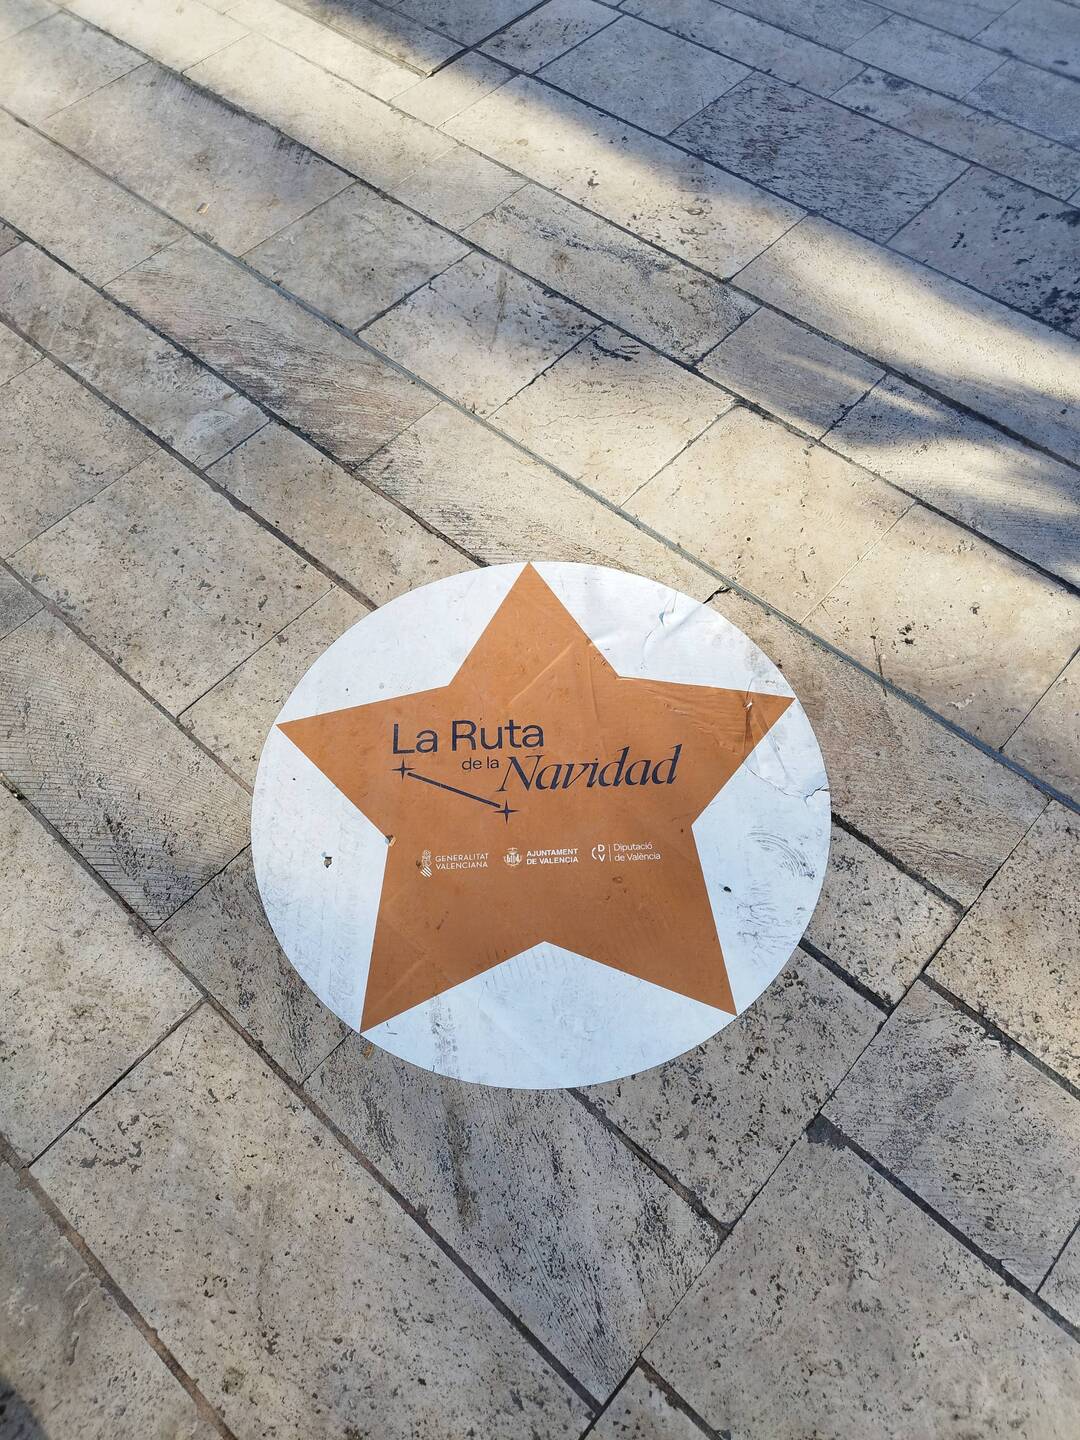 La Ruta
de la Navidad
GENERALITAT
VALENCIANA
AJUNTAMENT
DE VALENCIA
D
V
Diputació
de València